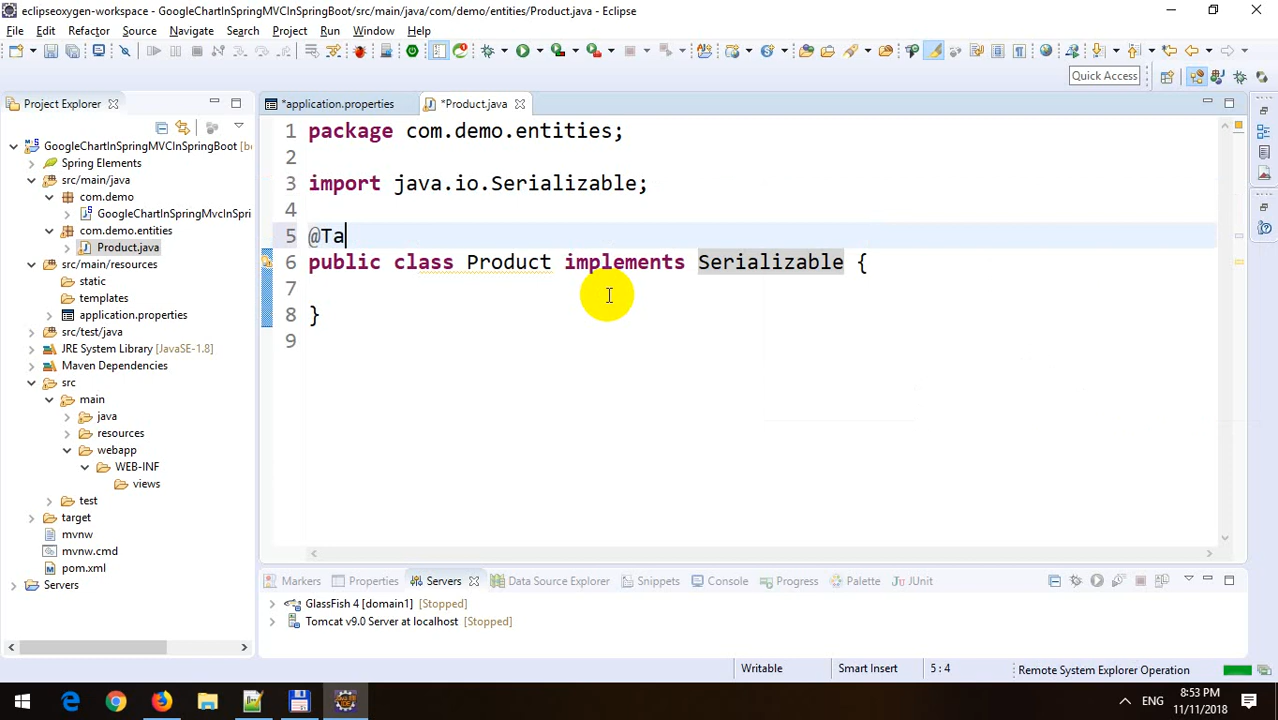 eclipseoxygen-workspace - GoogleChartInSpringMVCInSpringBoot/src/main/java/com/demo/entities/Product.java - Eclipse
File Edit Refactor Source Navigate Search Project Run Window Help
Quick Access
Project Explorer
*application.properties
*Product.java
GoogleChartInSpringMVCInSpringBoot [b
Spring Elements
src/main/java
com.demo
GoogleChartInSpringMvcInSpri
com.demo.entities
Product.java
src/main/resources
static
templates
application.properties
src/test/java
JRE System Library [JavaSE-1.8]
Maven Dependencies
src
main
java
resources
webapp
WEB-INF
views
test
target
mvnw
mvnw.cmd
pom.xml
Servers
1 package com.demo.entities;
2
3 import java.io.Serializable;
4
5 @Ta
6 public class Product implements Serializable {
7
8 }
9
Markers Properties Servers Data Source Explorer Snippets Console Progress Palette JUnit
GlassFish 4 [domain1] [Stopped]
Tomcat v9.0 Server at localhost [Stopped]
Writable Smart Insert 5 : 4 Remote System Explorer Operation
ENG
8:53 PM
11/11/2018